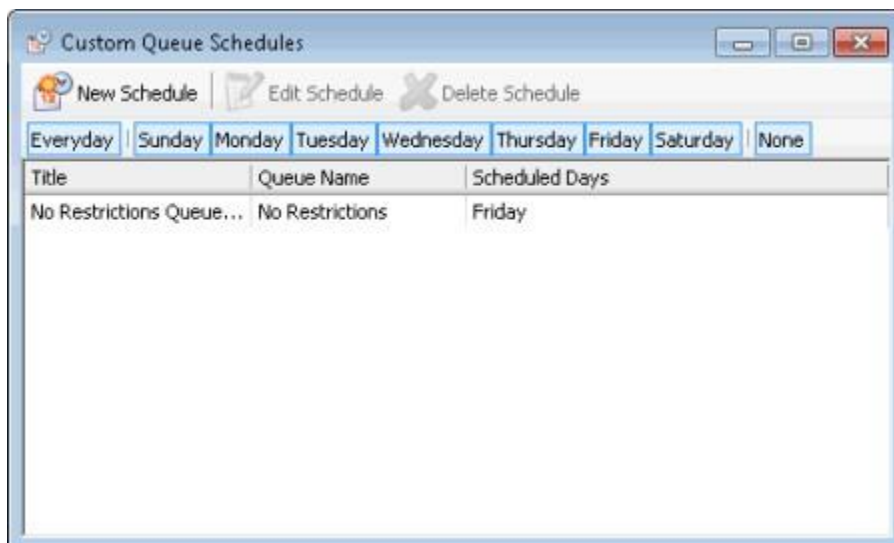 Custom Queue Schedules
New Schedule Edit Schedule Delete Schedule
Everyday Sunday Monday Tuesday Wednesday Thursday Friday Saturday None
Title Queue Name Scheduled Days
No Restrictions Queue... No Restrictions Friday